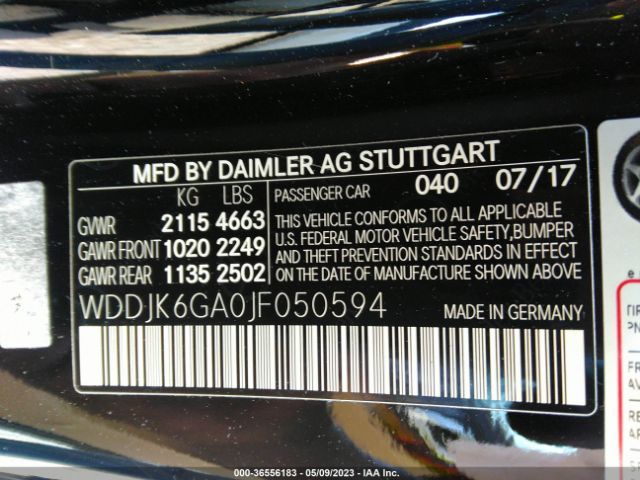 MFD BY DAIMLER AG STUTTGART
KG LBS PASSENGER CAR 040 07/17
GVWR 2115 4663
GAWR FRONT 1020 2249
GAWR REAR 1135 2502
THIS VEHICLE CONFORMS TO ALL APPLICABLE
U.S. FEDERAL MOTOR VEHICLE SAFETY,BUMPER
AND THEFT PREVENTION STANDARDS IN EFFECT
ON THE DATE OF MANUFACTURE SHOWN ABOVE.
WDDJK6GA0JF050594 MADE IN GERMANY
000-36556183 - 05/09/2023 - IAA Inc.